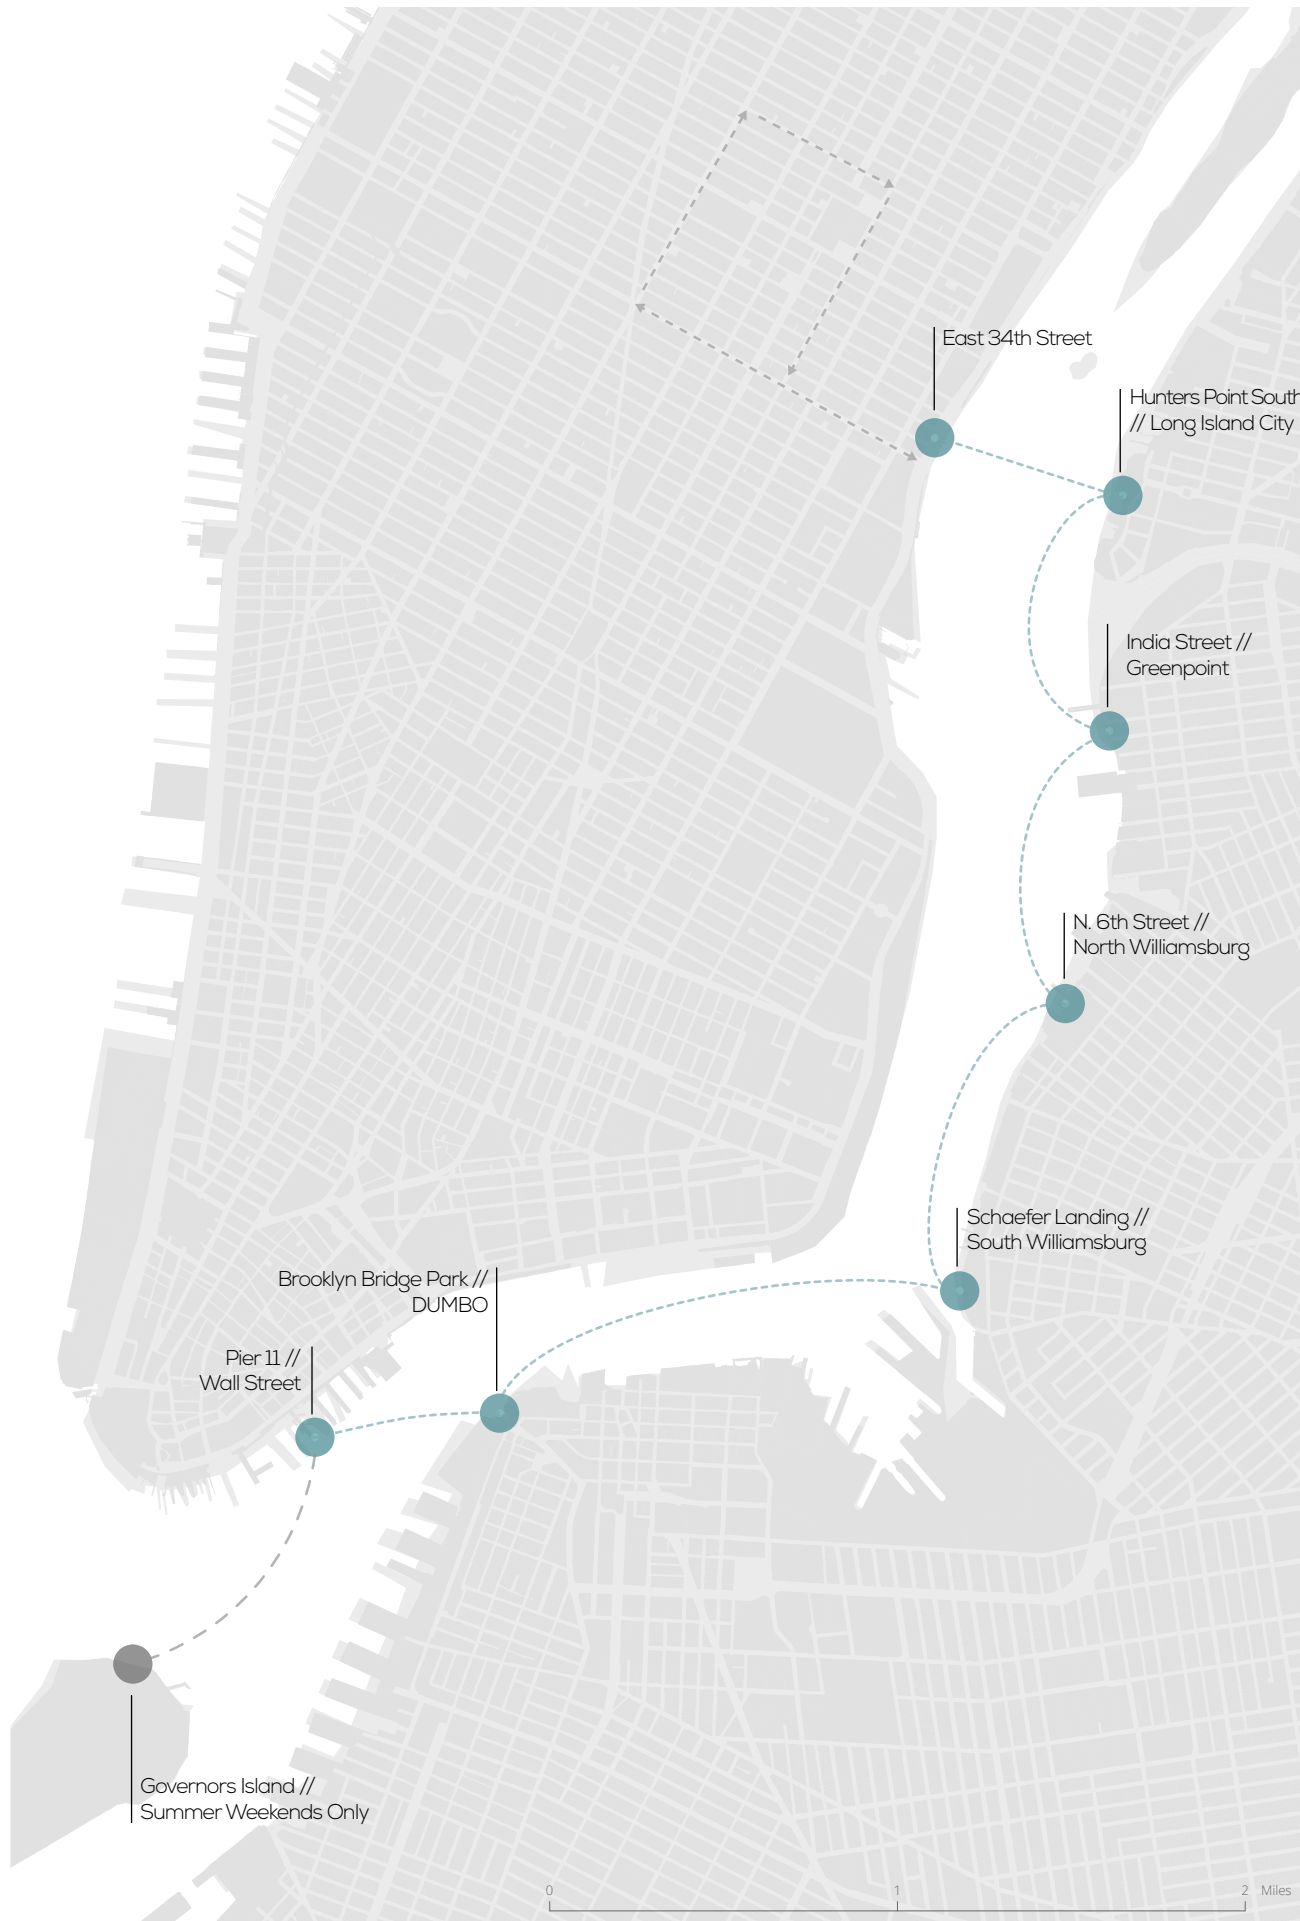 East 34th Street
Hunters Point South
// Long Island City
India Street //
Greenpoint
N. 6th Street //
North Williamsburg
Schaefer Landing //
South Williamsburg
Brooklyn Bridge Park //
DUMBO
Pier 11 //
Wall Street
Governors Island //
Summer Weekends Only
0 1 2 Miles